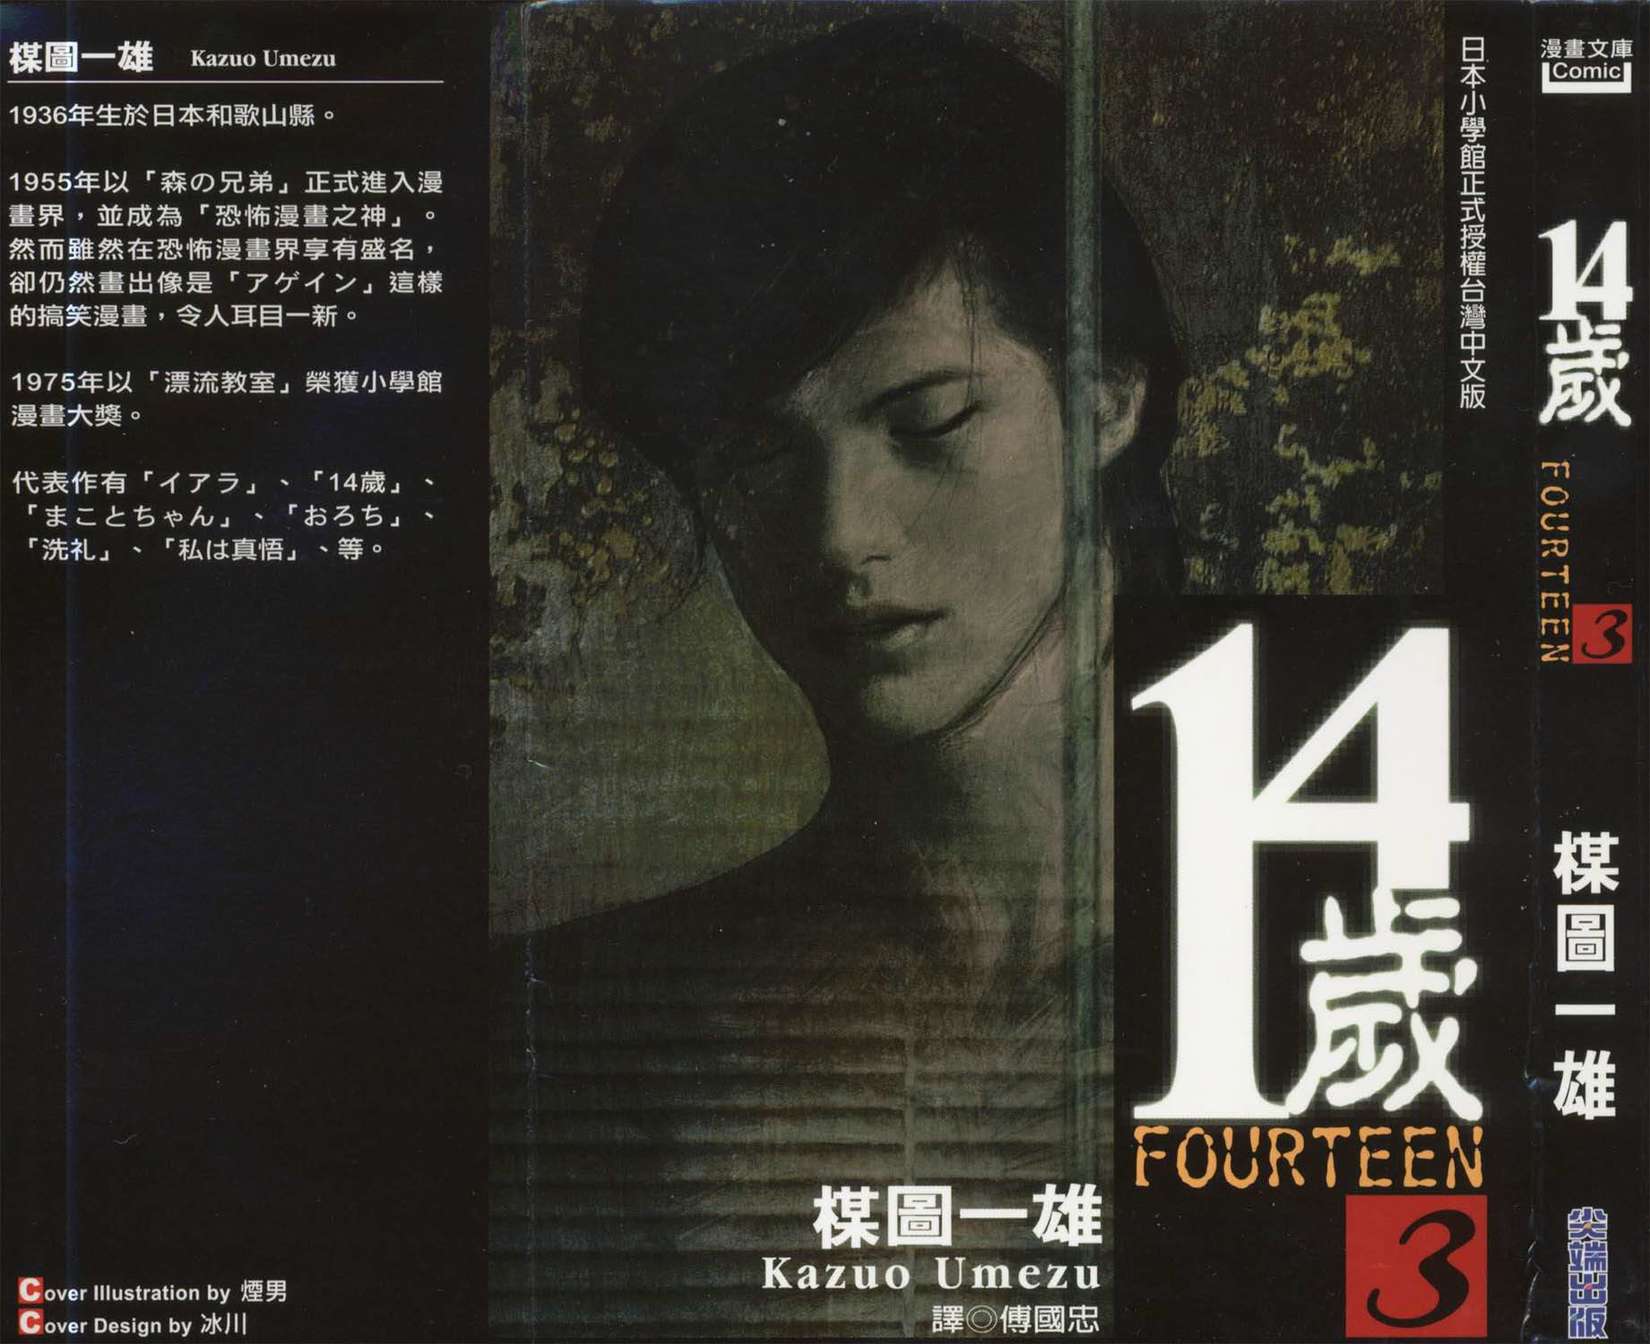 楳圖一雄 Kazuo Umezu
1936年生於日本和歌山縣。
1955年以「森の兄弟」正式進入漫
畫界，並成為「恐怖漫畫之神」。
然而雖然在恐怖漫畫界享有盛名，
卻仍然畫出像是「アゲイン」這樣
的搞笑漫畫，令人耳目一新。
1975年以「漂流教室」榮獲小學館
漫畫大獎。
代表作有「イアラ」、「14歲」、
「まことちゃん」、「おろち」、
「洗礼」、「私は真悟」、等。
Cover Illustration by 煙男
Cover Design by 冰川
日本小學館正式授權台灣中文版
14歲
FOURTEEN
3
楳圖一雄
Kazuo Umezu
譯◎傅國忠
漫畫文庫
Comic
14歲
FOURTEEN
3
楳圖一雄
尖端出版